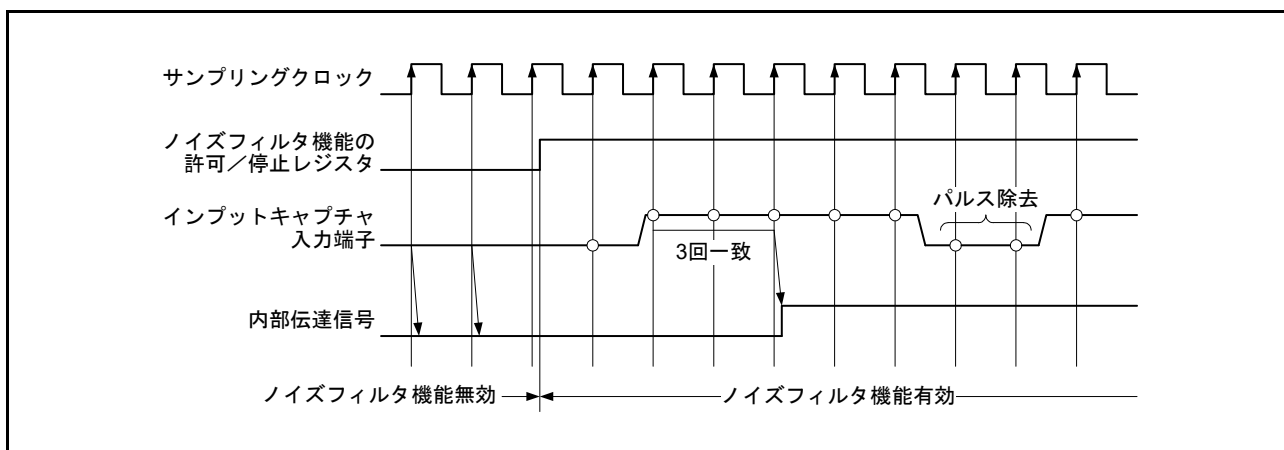 サンプリングクロック
ノイズフィルタ機能の
許可／停止レジスタ
インプットキャプチャ
入力端子
パルス除去
3回一致
内部伝達信号
ノイズフィルタ機能無効
ノイズフィルタ機能有効